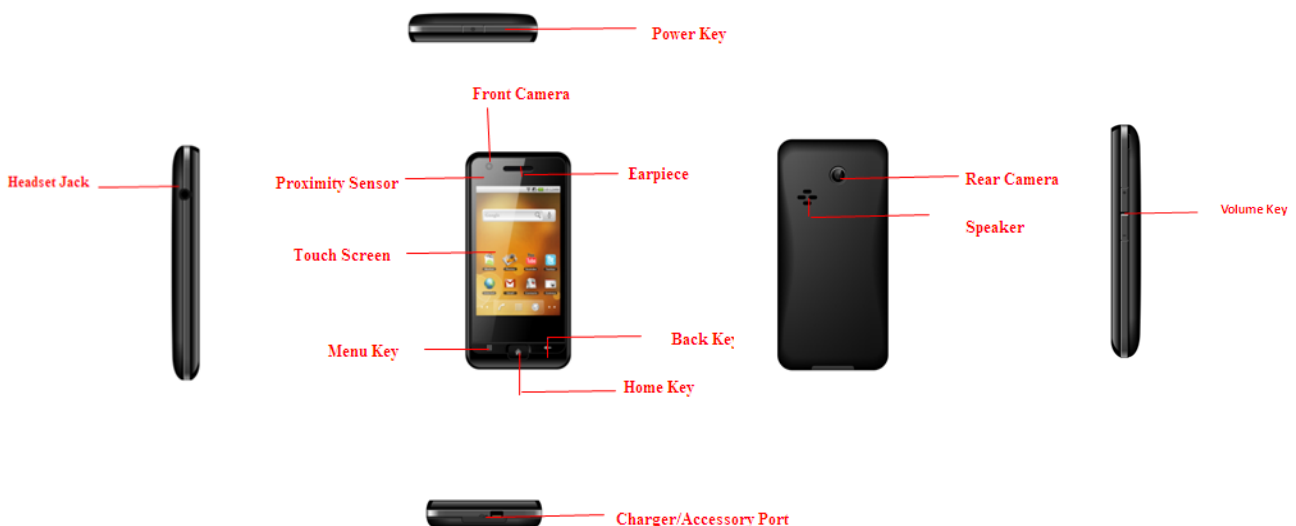 Power Key
Front Camera
Headset Jack
Proximity Sensor
Earpiece
Rear Camera
Volume Key
Speaker
Google
Touch Screen
Menu Key
Back Key
Home Key
Charger/Accessory Port